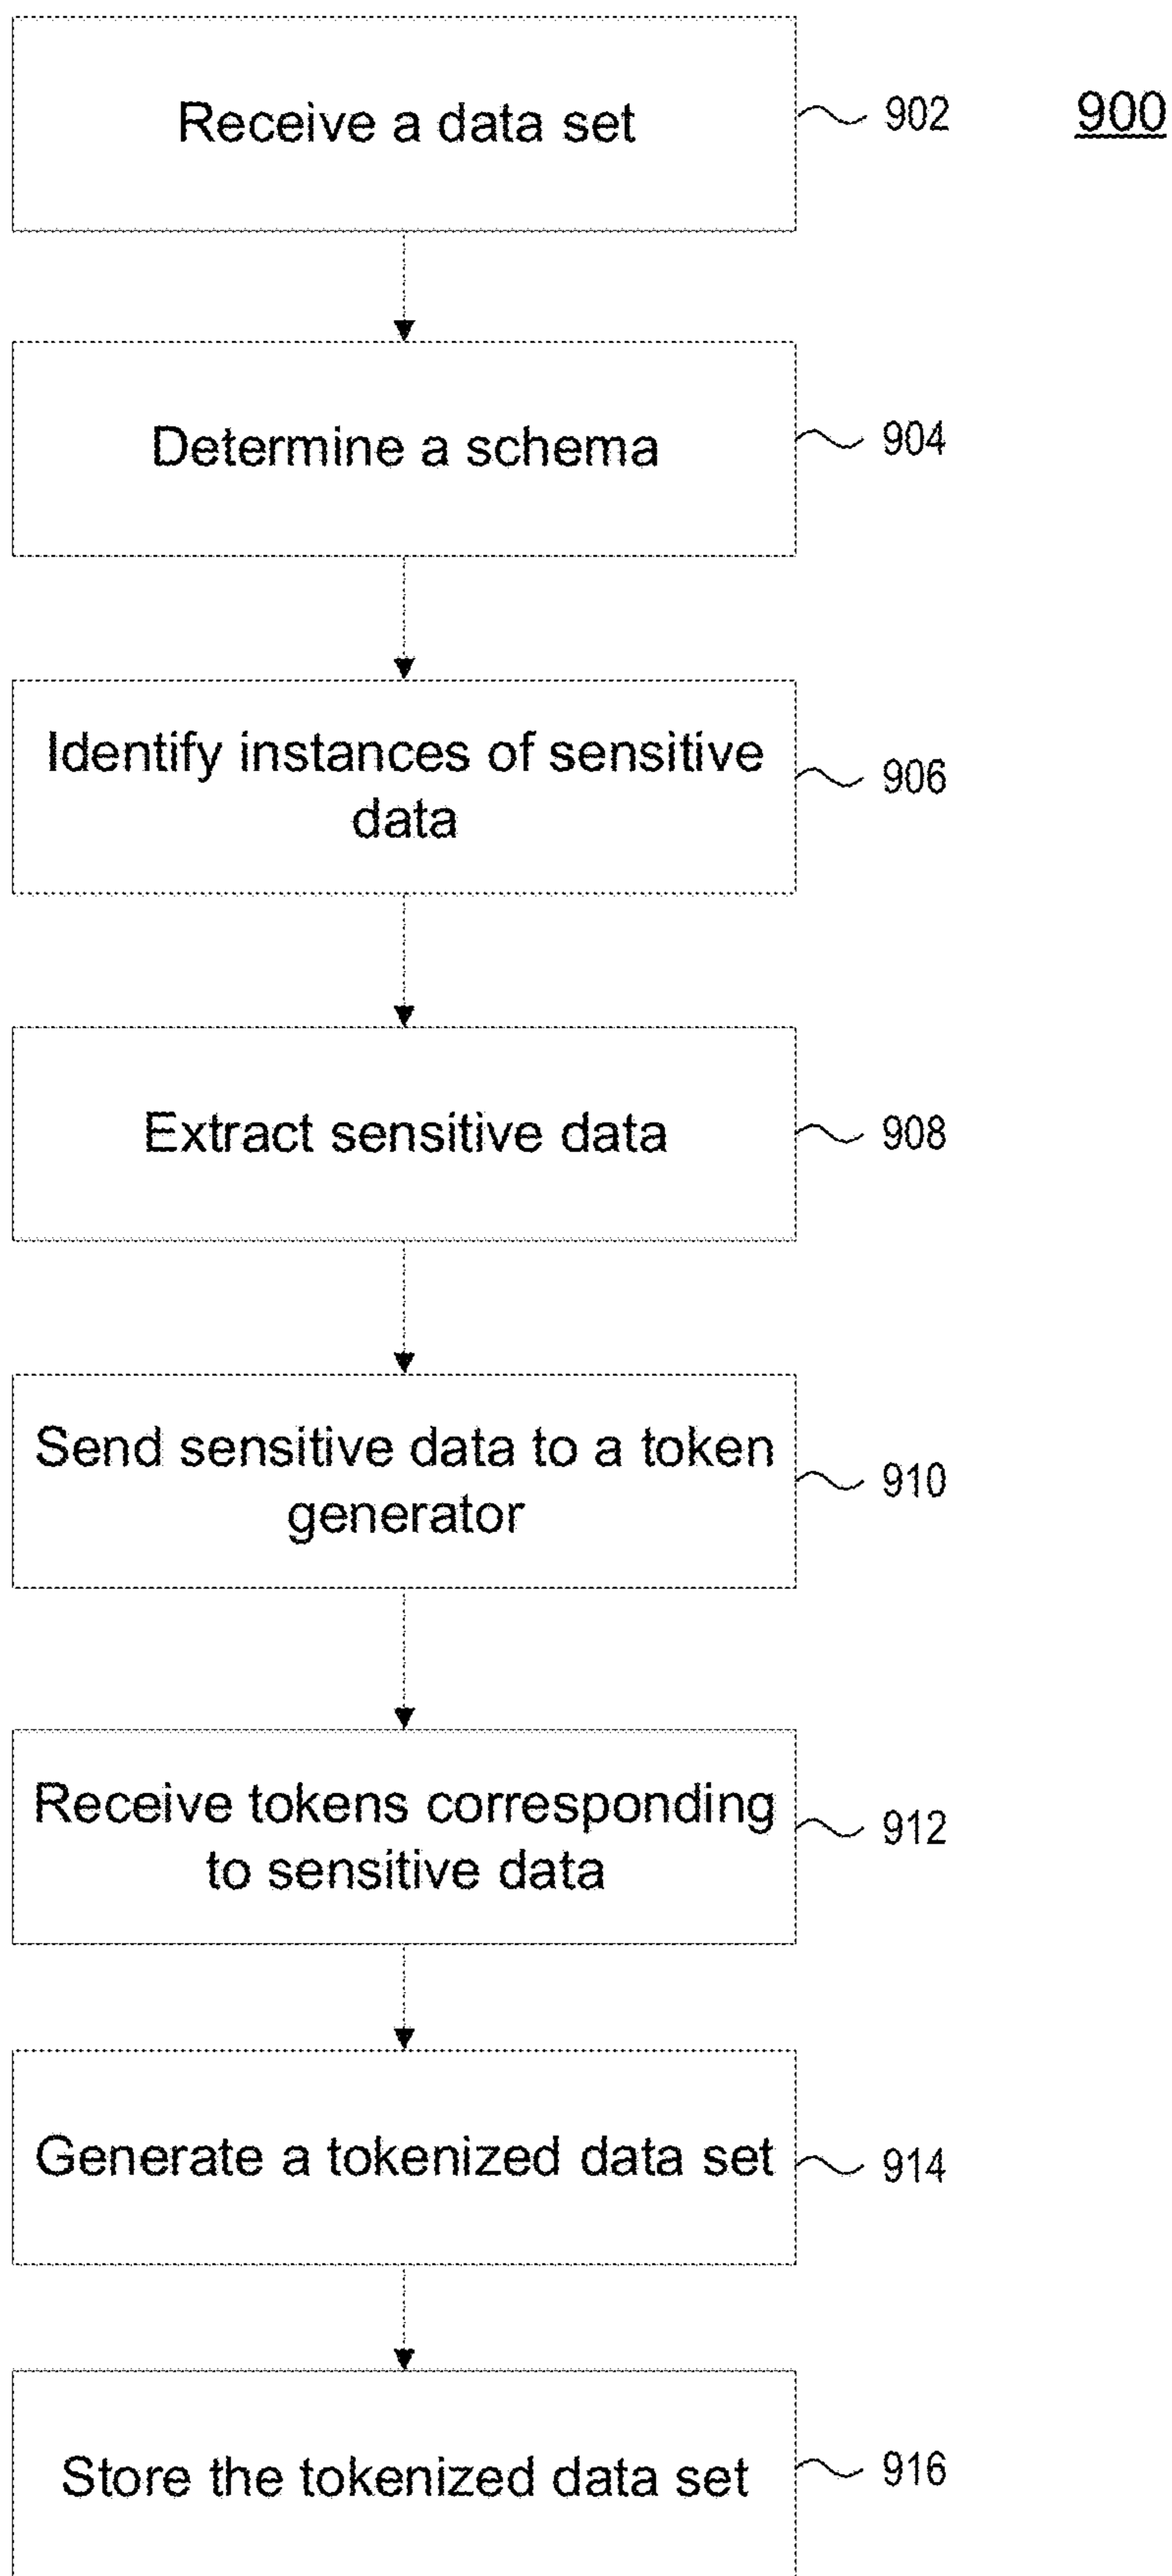 Receive a data set
902
900
Determine a schema
904
Identify instances of sensitive
data
906
Extract sensitive data
908
Send sensitive data to a token
generator
910
Receive tokens corresponding
to sensitive data
912
Generate a tokenized data set
914
Store the tokenized data set
916